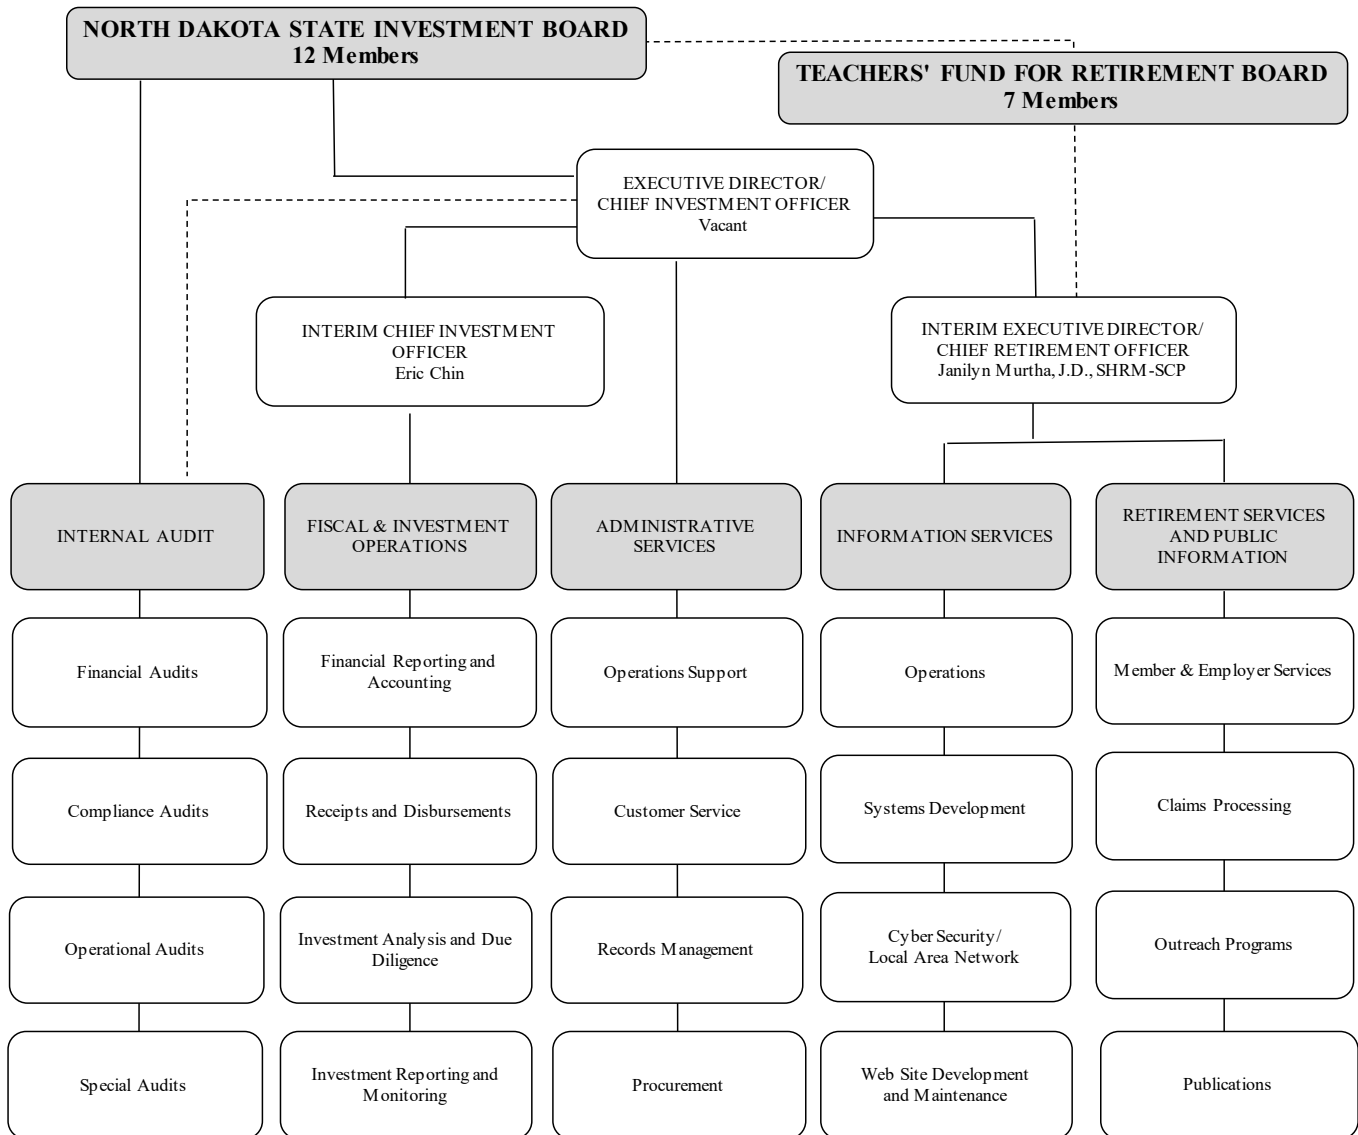 NORTH DAKOTA STATE INVESTMENT BOARD
12 Members
TEACHERS' FUND FOR RETIREMENT BOARD
7 Members
EXECUTIVE DIRECTOR/
CHIEF INVESTMENT OFFICER
Vacant
INTERIM CHIEF INVESTMENT
OFFICER
Eric Chin
INTERIM EXECUTIVE DIRECTOR/
CHIEF RETIREMENT OFFICER
Janilyn Murtha, J.D., SHRM-SCP
INTERNAL AUDIT
FISCAL & INVESTMENT
OPERATIONS
ADMINISTRATIVE
SERVICES
INFORMATION SERVICES
RETIREMENT SERVICES
AND PUBLIC
INFORMATION
Financial Audits
Financial Reporting and
Accounting
Operations Support
Operations
Member & Employer Services
Compliance Audits
Receipts and Disbursements
Customer Service
Systems Development
Claims Processing
Operational Audits
Investment Analysis and Due
Diligence
Records Management
Cyber Security/
Local Area Network
Outreach Programs
Special Audits
Investment Reporting and
Monitoring
Procurement
Web Site Development
and Maintenance
Publications